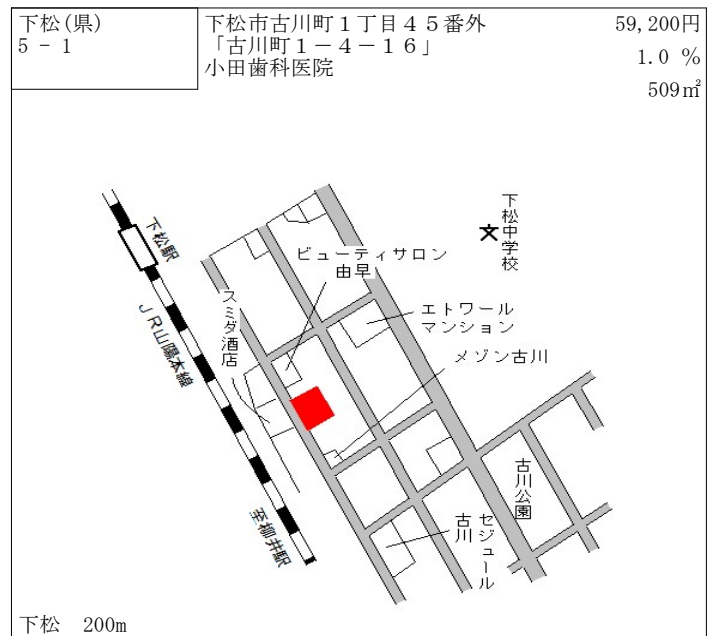 下松(県)
5 - 1
下松市古川町１丁目４５番外
「古川町１－４－１６」
小田歯科医院
59,200円
1.0 %
509㎡
下松駅
ＪＲ山陽本線
至柳井駅
スミダ酒店
ビューティサロン
由早
下松中学校
エトワール
マンション
メゾン古川
古川公園
セジュール
古川
下松 200m